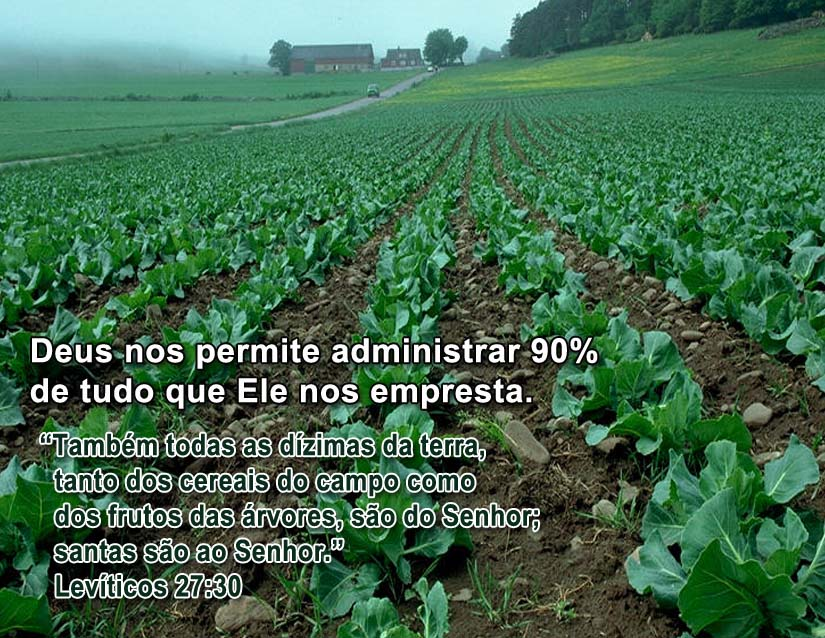 Deus nos permite administrar 90%
de tudo que Ele nos empresta.
“Também todas as dízimas da terra,
tanto dos cereais do campo como
dos frutos das árvores, são do Senhor;
santas são ao Senhor.”
Levíticos 27:30